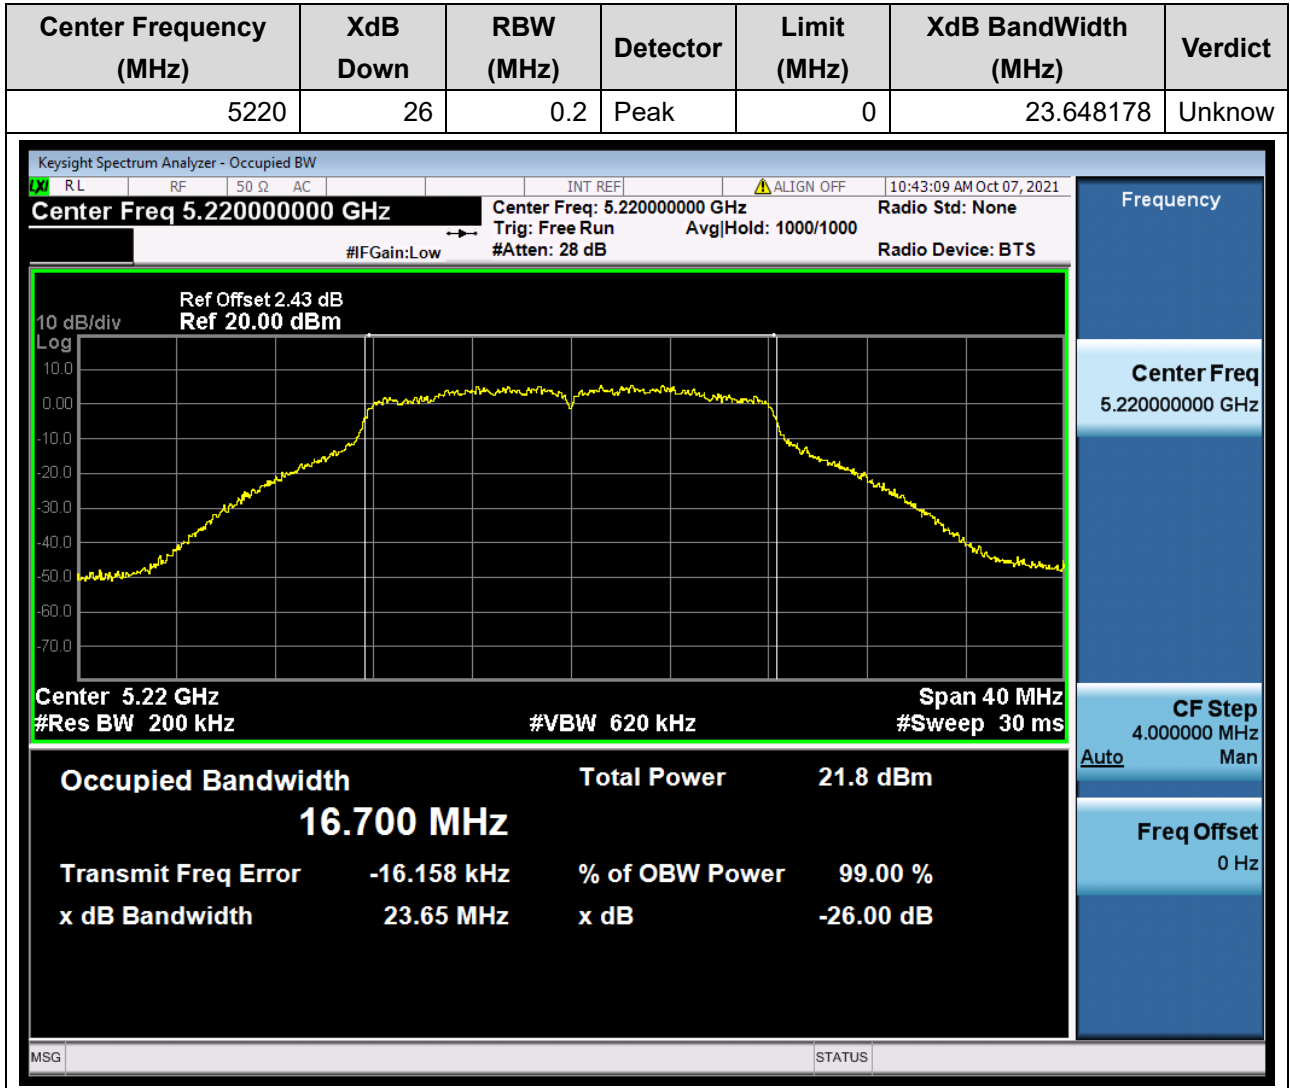 Center Frequency (MHz) XdB Down RBW (MHz) Detector Limit (MHz) XdB BandWidth (MHz) Verdict
5220 26 0.2 Peak 0 23.648178 Unknow
Keysight Spectrum Analyzer - Occupied BW
LXI RL RF 50 Ω AC INT REF ALIGN OFF 10:43:09 AM Oct 07, 2021
Center Freq 5.220000000 GHz
Center Freq: 5.220000000 GHz Radio Std: None
Trig: Free Run Avg|Hold: 1000/1000
#IFGain:Low #Atten: 28 dB Radio Device: BTS
Frequency
Ref Offset 2.43 dB
10 dB/div Ref 20.00 dBm
Log
10.0
0.00
-10.0
-20.0
-30.0
-40.0
-50.0
-60.0
-70.0
Center 5.22 GHz Span 40 MHz
#Res BW 200 kHz #VBW 620 kHz #Sweep 30 ms
Center Freq
5.220000000 GHz
CF Step
4.000000 MHz
Auto Man
Freq Offset
0 Hz
Occupied Bandwidth Total Power 21.8 dBm
16.700 MHz
Transmit Freq Error -16.158 kHz % of OBW Power 99.00 %
x dB Bandwidth 23.65 MHz x dB -26.00 dB
MSG STATUS